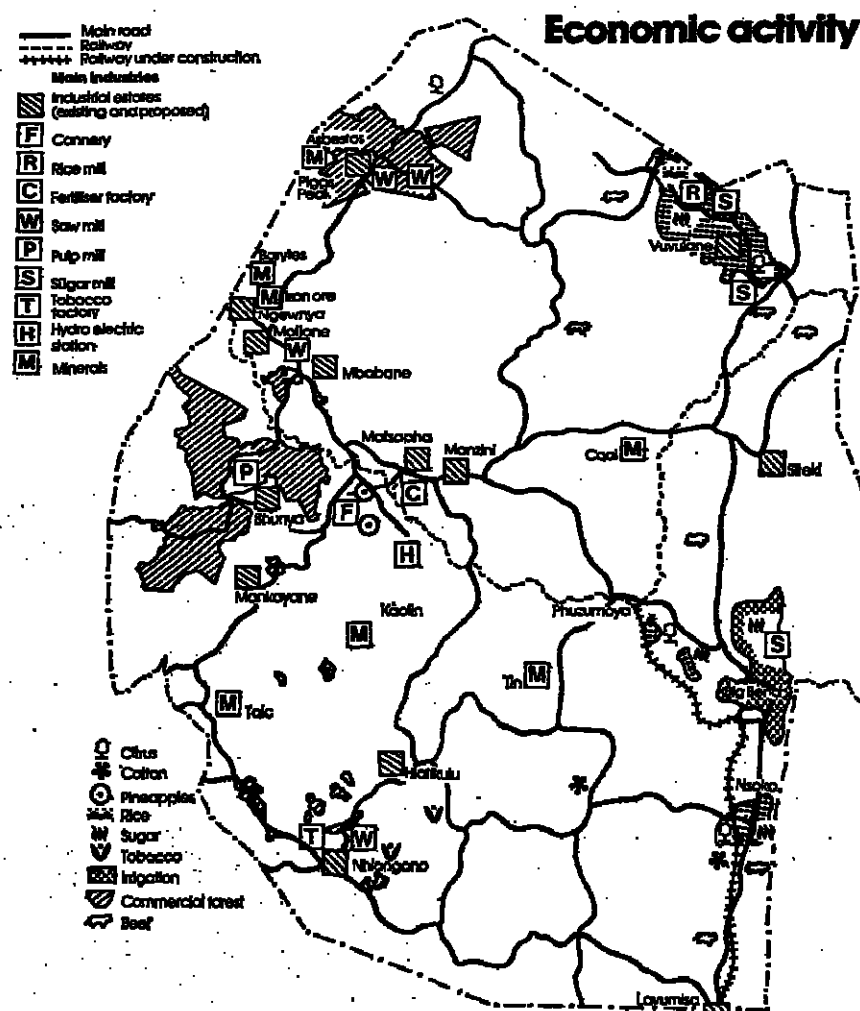 Economic activity
Main road
Railway
Railway under construction
Main industries
Industrial estates
(existing and proposed)
F Cannery
R Rice mill
C Fertiliser factory
W Saw mill
P Pulp mill
S Sugar mill
T Tobacco
factory
H Hydro electric
station
M Minerals
Asbestos
M
Piggs
Peak
W W
R S
Vuvulane
S
Barytes
M
M Iron ore
Ngwenya
Motjane
W
Mbabane
Matsapha
Manzini
Coal M
Siteki
P
C
Bhunya
F
H
Mankayane
Kaolin
Phuzumoya
M
S
Tin M
M Talc
Big Bend
Hlatikulu
Nsoko
T W
Nhlangano
Lavumisa
Citrus
Cotton
Pineapples
Rice
Sugar
Tobacco
Irrigation
Commercial forest
Beef